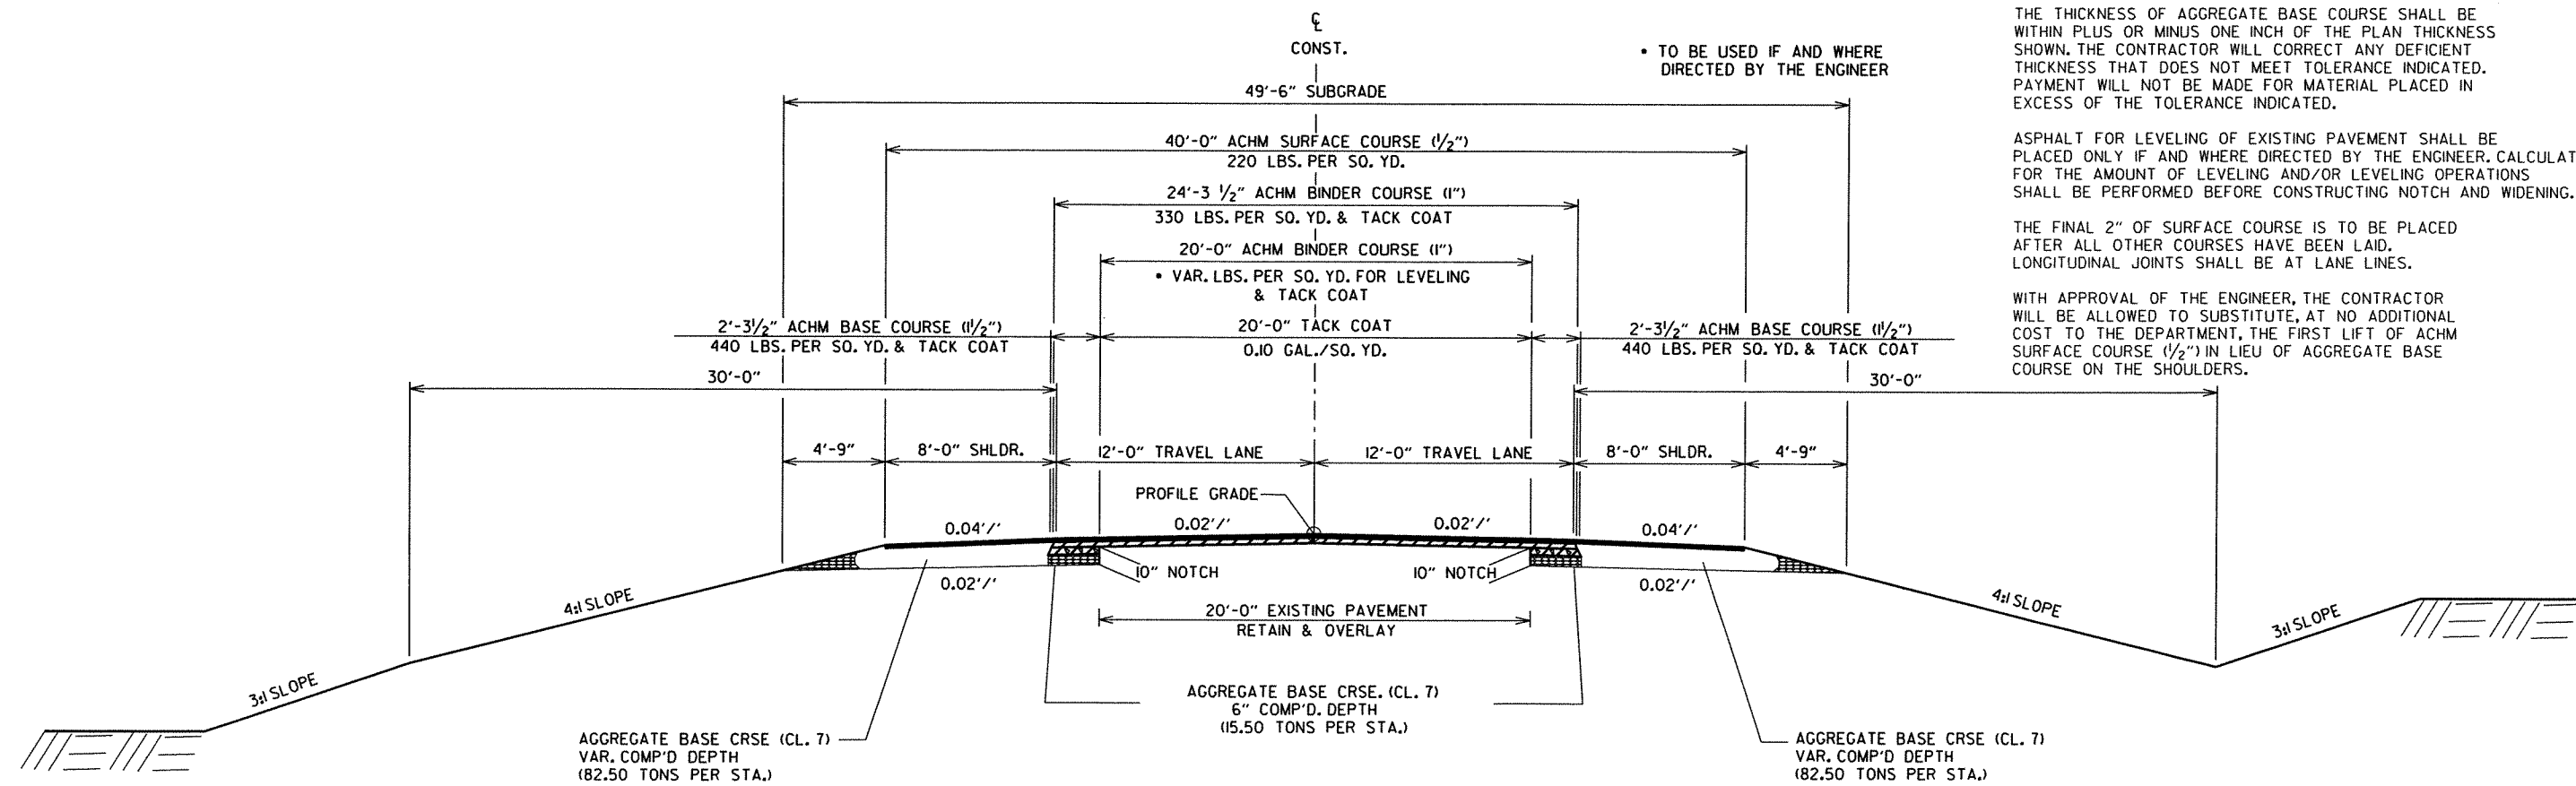 THE THICKNESS OF AGGREGATE BASE COURSE SHALL BE
WITHIN PLUS OR MINUS ONE INCH OF THE PLAN THICKNESS
SHOWN. THE CONTRACTOR WILL CORRECT ANY DEFICIENT
THICKNESS THAT DOES NOT MEET TOLERANCE INDICATED.
PAYMENT WILL NOT BE MADE FOR MATERIAL PLACED IN
EXCESS OF THE TOLERANCE INDICATED.
ASPHALT FOR LEVELING OF EXISTING PAVEMENT SHALL BE
PLACED ONLY IF AND WHERE DIRECTED BY THE ENGINEER. CALCULAT
FOR THE AMOUNT OF LEVELING AND/OR LEVELING OPERATIONS
SHALL BE PERFORMED BEFORE CONSTRUCTING NOTCH AND WIDENING.
THE FINAL 2" OF SURFACE COURSE IS TO BE PLACED
AFTER ALL OTHER COURSES HAVE BEEN LAID.
LONGITUDINAL JOINTS SHALL BE AT LANE LINES.
WITH APPROVAL OF THE ENGINEER, THE CONTRACTOR
WILL BE ALLOWED TO SUBSTITUTE, AT NO ADDITIONAL
COST TO THE DEPARTMENT, THE FIRST LIFT OF ACHM
SURFACE COURSE (1/2") IN LIEU OF AGGREGATE BASE
COURSE ON THE SHOULDERS.
℄
CONST.
• TO BE USED IF AND WHERE
DIRECTED BY THE ENGINEER
49'-6" SUBGRADE
40'-0" ACHM SURFACE COURSE (1/2")
220 LBS. PER SQ. YD.
24'-3 1/2" ACHM BINDER COURSE (1")
330 LBS. PER SQ. YD. & TACK COAT
20'-0" ACHM BINDER COURSE (1")
• VAR. LBS. PER SQ. YD. FOR LEVELING
& TACK COAT
2'-3 1/2" ACHM BASE COURSE (1 1/2")
440 LBS. PER SQ. YD. & TACK COAT
20'-0" TACK COAT
0.10 GAL./SQ. YD.
2'-3 1/2" ACHM BASE COURSE (1 1/2")
440 LBS. PER SQ. YD. & TACK COAT
30'-0"
30'-0"
4'-9"
8'-0" SHLDR.
12'-0" TRAVEL LANE
12'-0" TRAVEL LANE
8'-0" SHLDR.
4'-9"
PROFILE GRADE
0.04'/'
0.02'/'
0.02'/'
0.04'/'
0.02'/'
10" NOTCH
10" NOTCH
0.02'/'
4:1 SLOPE
4:1 SLOPE
20'-0" EXISTING PAVEMENT
RETAIN & OVERLAY
3:1 SLOPE
3:1 SLOPE
AGGREGATE BASE CRSE. (CL. 7)
6" COMP'D. DEPTH
(15.50 TONS PER STA.)
AGGREGATE BASE CRSE (CL. 7)
VAR. COMP'D DEPTH
(82.50 TONS PER STA.)
AGGREGATE BASE CRSE (CL. 7)
VAR. COMP'D DEPTH
(82.50 TONS PER STA.)